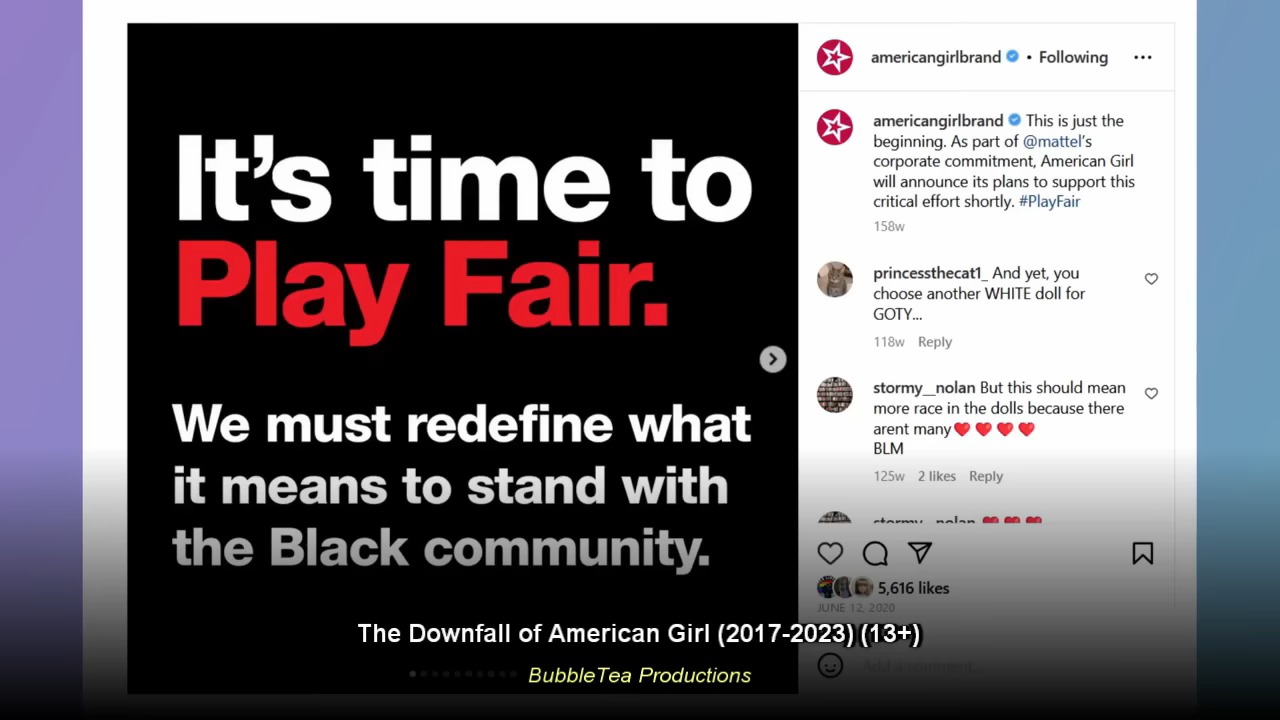 It's time to
Play Fair.
We must redefine what
it means to stand with
the Black community.
americangirlbrand • Following
americangirlbrand This is just the
beginning. As part of @mattel's
corporate commitment, American Girl
will announce its plans to support this
critical effort shortly. #PlayFair
158w
princessthecat1_ And yet, you
choose another WHITE doll for
GOTY...
118w Reply
stormy__nolan But this should mean
more race in the dolls because there
arent many❤️❤️❤️❤️
BLM
125w 2 likes Reply
stormy__nolan ❤️❤️❤️
5,616 likes
JUNE 12, 2020
Add a comment...
The Downfall of American Girl (2017-2023) (13+)
BubbleTea Productions